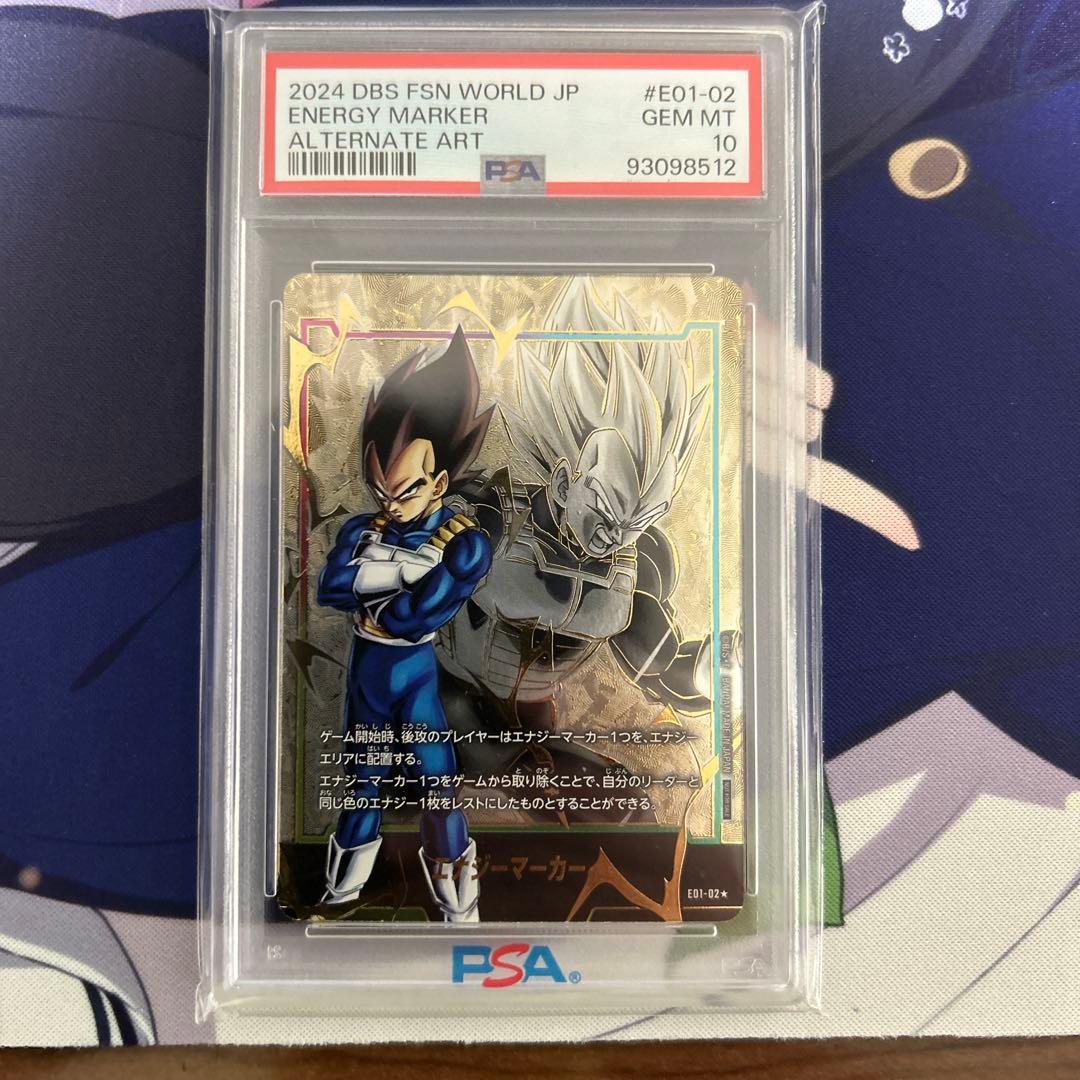 2024 DBS FSN WORLD JP #E01-02
ENERGY MARKER GEM MT
ALTERNATE ART 10
PSA 93098512
ゲーム開始時、後攻のプレイヤーはエナジーマーカー1つを、エナジー
エリアに配置する。
エナジーマーカー1つをゲームから取り除くことで、自分のリーダーと
同じ色のエナジー1枚をレストにしたものとすることができる。
エナジーマーカー
E01-02★
BANDAI MADE IN JAPAN
PSA®